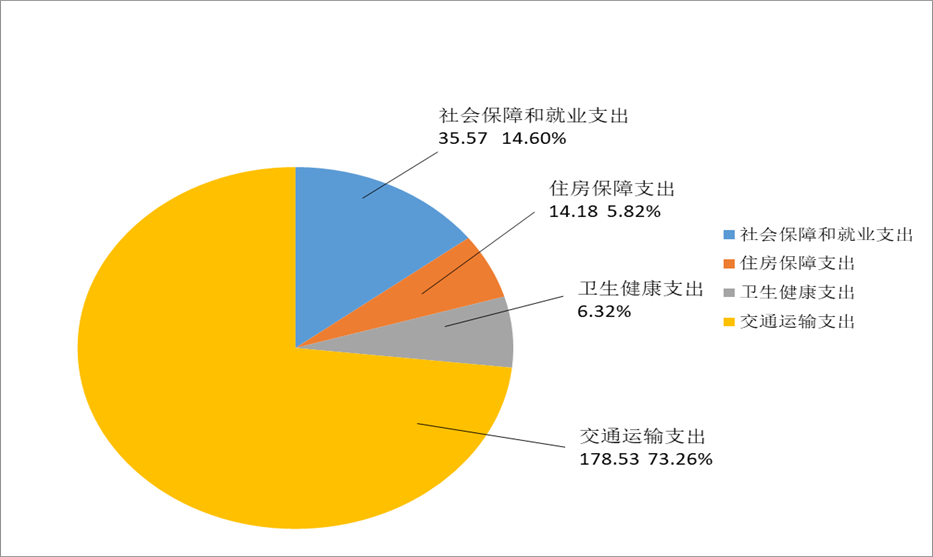 社会保障和就业支出
35.57 14.60%
住房保障支出
14.18 5.82%
卫生健康支出
6.32%
交通运输支出
178.53 73.26%
社会保障和就业支出
住房保障支出
卫生健康支出
交通运输支出